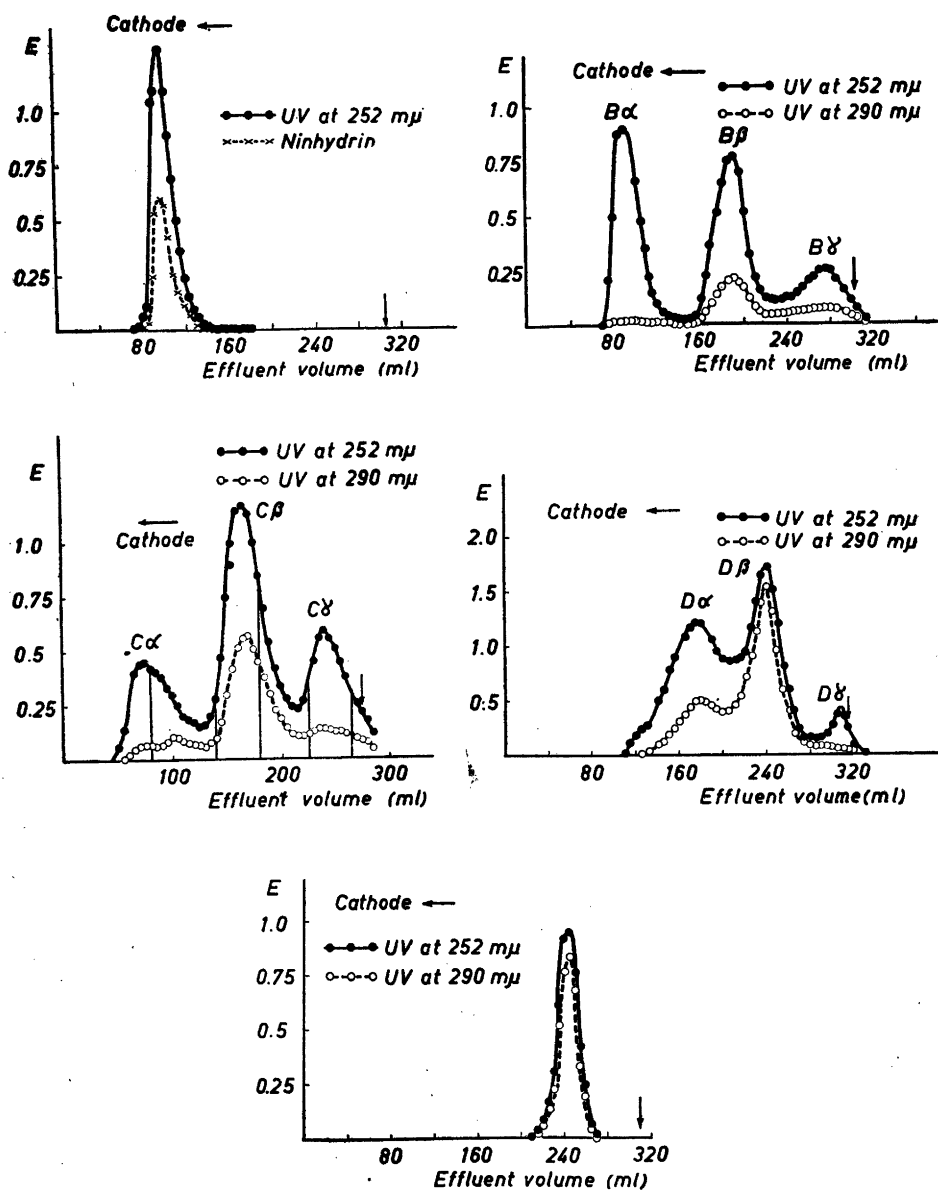 Cathode ←
E
1.0
0.75
0.5
0.25
UV at 252 mµ
Ninhydrin
80 160 240 320
Effluent volume (ml)
E
Cathode ←
UV at 252 mµ
UV at 290 mµ
1.0
0.75
0.5
0.25
Bα
Bβ
Bɣ
80 160 240 320
Effluent volume (ml)
E
UV at 252 mµ
UV at 290 mµ
← Cathode
1.0
0.75
0.5
0.25
Cα
Cβ
Cɣ
100 200 300
Effluent volume (ml)
E
Cathode ←
UV at 252 mµ
UV at 290 mµ
2.0
1.5
1.0
0.5
Dα
Dβ
Dɣ
80 160 240 320
Effluent volume(ml)
E
Cathode ←
1.0
UV at 252 mµ
0.75
UV at 290 mµ
0.5
0.25
80 240 320
Effluent volume (ml)